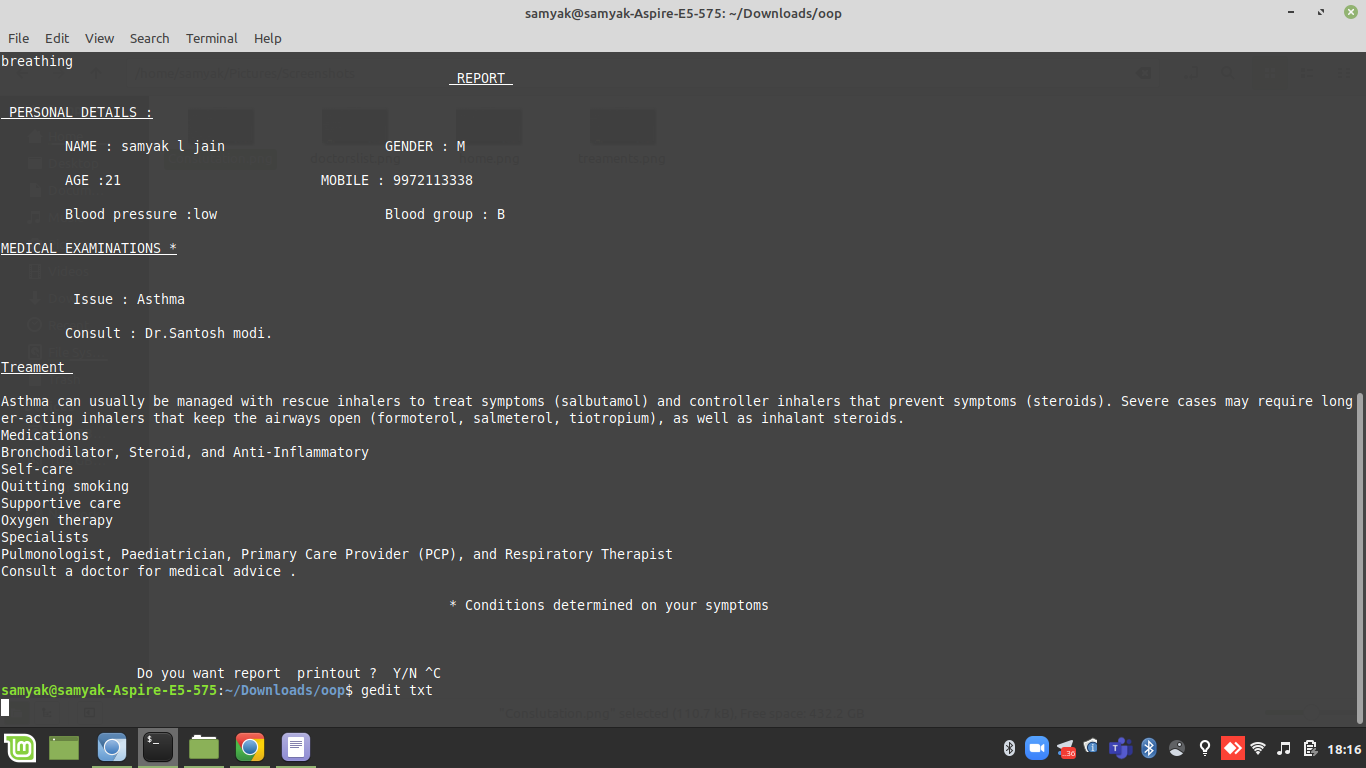 samyak@samyak-Aspire-E5-575: ~/Downloads/oop
File Edit View Search Terminal Help
breathing
REPORT
PERSONAL DETAILS :
NAME : samyak l jain GENDER : M
AGE :21 MOBILE : 9972113338
Blood pressure :low Blood group : B
MEDICAL EXAMINATIONS *
Issue : Asthma
Consult : Dr.Santosh modi.
Treament
Asthma can usually be managed with rescue inhalers to treat symptoms (salbutamol) and controller inhalers that prevent symptoms (steroids). Severe cases may require long
er-acting inhalers that keep the airways open (formoterol, salmeterol, tiotropium), as well as inhalant steroids.
Medications
Bronchodilator, Steroid, and Anti-Inflammatory
Self-care
Quitting smoking
Supportive care
Oxygen therapy
Specialists
Pulmonologist, Paediatrician, Primary Care Provider (PCP), and Respiratory Therapist
Consult a doctor for medical advice .
* Conditions determined on your symptoms
Do you want report printout ? Y/N ^C
samyak@samyak-Aspire-E5-575:~/Downloads/oop$ gedit txt
18:16